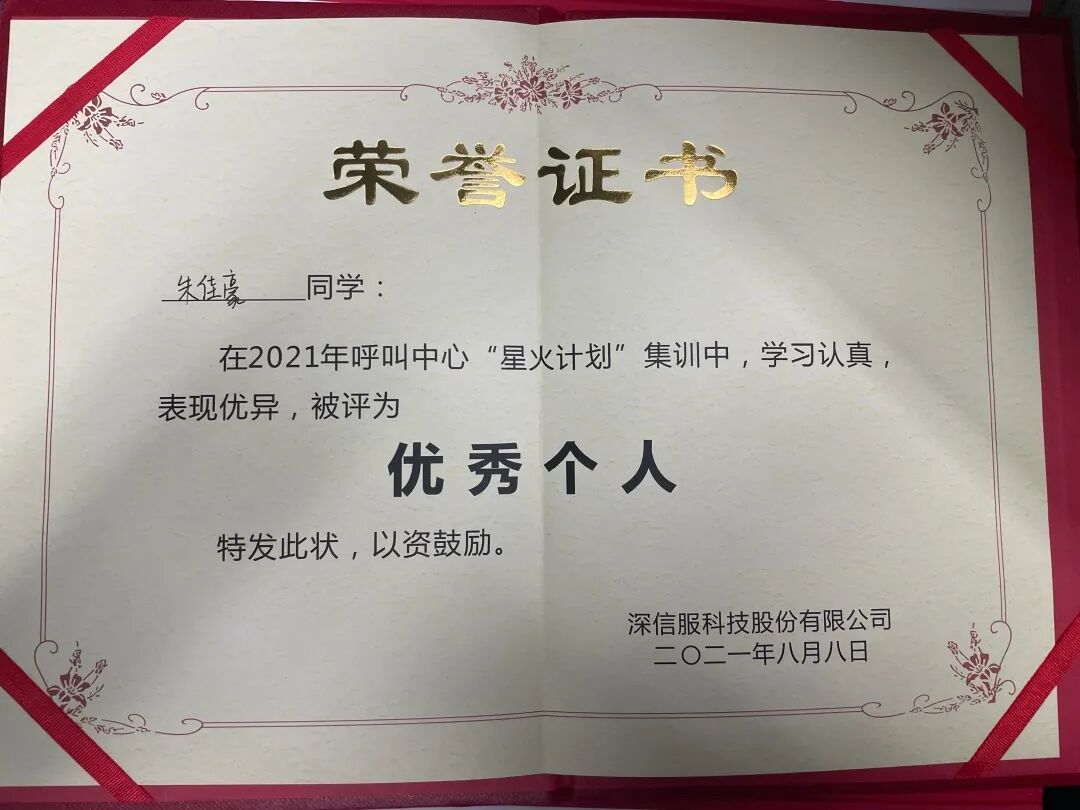 荣誉证书
朱佳豪同学：
在2021年呼叫中心“星火计划”集训中，学习认真，
表现优异，被评为
优秀个人
特发此状，以资鼓励。
深信服科技股份有限公司
二〇二一年八月八日